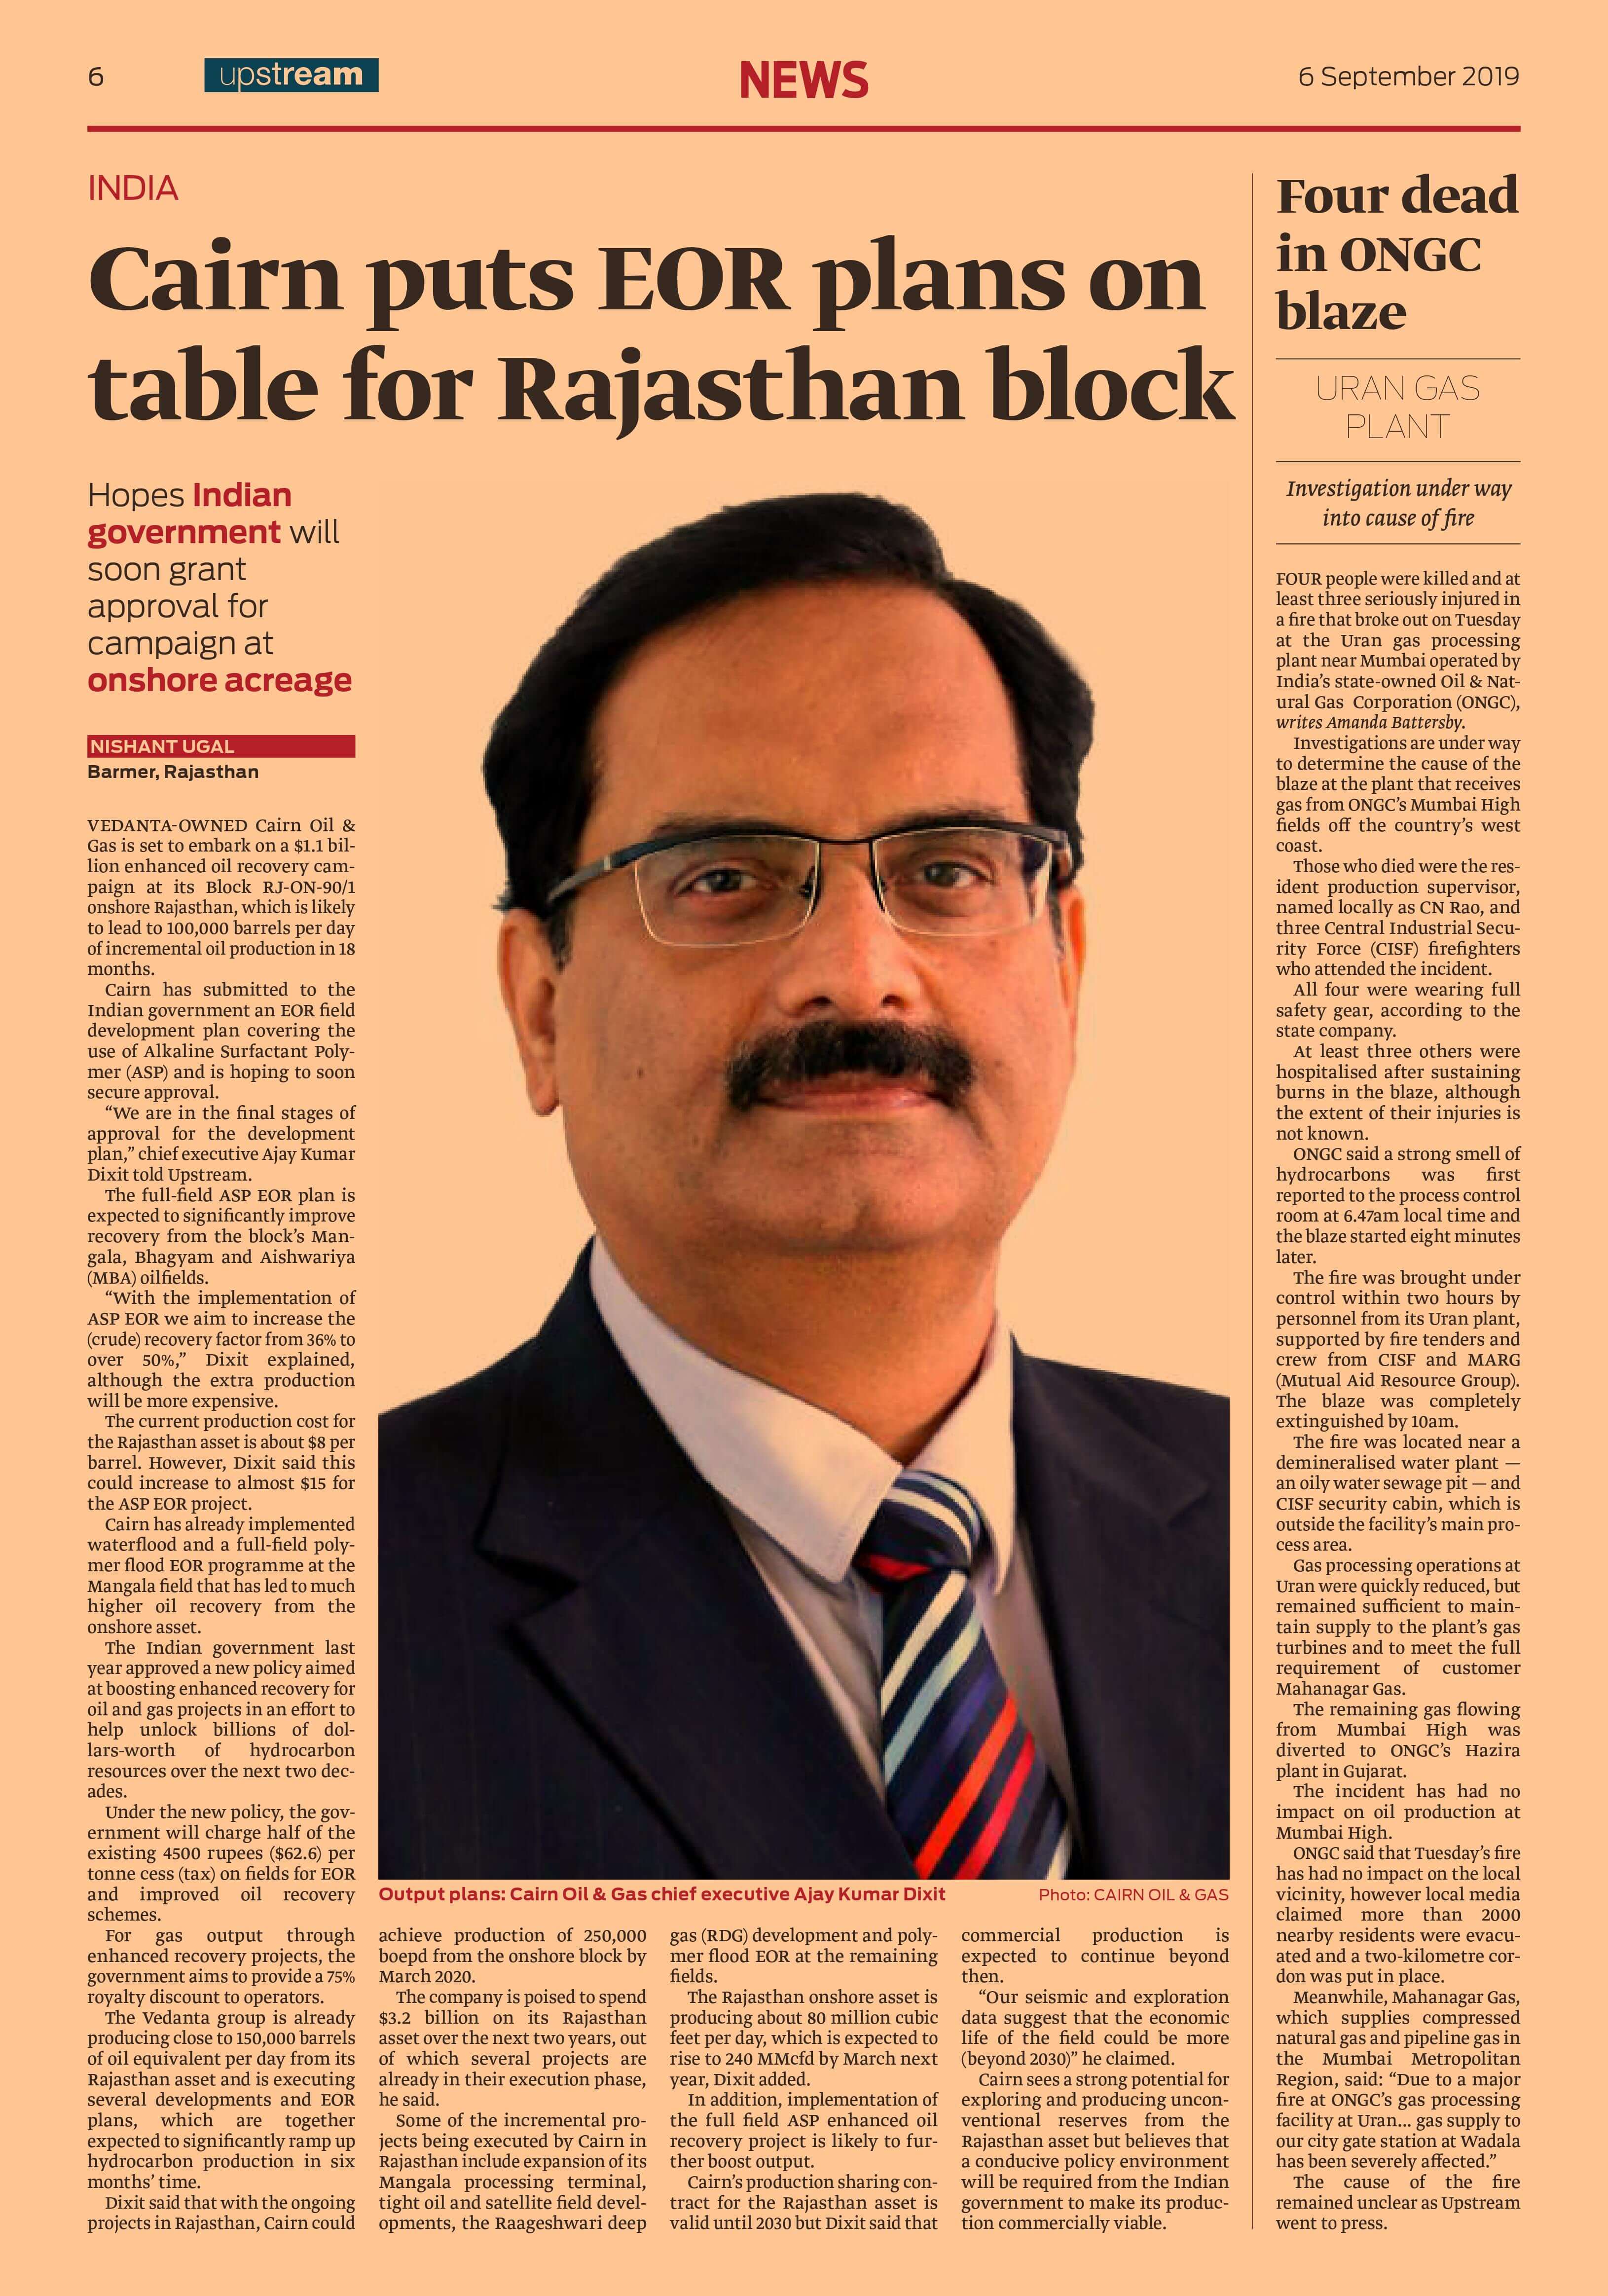 6
upstream
NEWS
6 September 2019
INDIA
Cairn puts EOR plans on
table for Rajasthan block
Hopes Indian
government will
soon grant
approval for
campaign at
onshore acreage
NISHANT UGAL
Barmer, Rajasthan
VEDANTA-OWNED Cairn Oil &
Gas is set to embark on a $1.1 bil-
lion enhanced oil recovery cam-
paign at its Block RJ-ON-90/1
onshore Rajasthan, which is likely
to lead to 100,000 barrels per day
of incremental oil production in 18
months.
Cairn has submitted to the
Indian government an EOR field
development plan covering the
use of Alkaline Surfactant Poly-
mer (ASP) and is hoping to soon
secure approval.
“We are in the final stages of
approval for the development
plan,” chief executive Ajay Kumar
Dixit told Upstream.
The full-field ASP EOR plan is
expected to significantly improve
recovery from the block’s Man-
gala, Bhagyam and Aishwariya
(MBA) oilfields.
“With the implementation of
ASP EOR we aim to increase the
(crude) recovery factor from 36% to
over 50%,” Dixit explained,
although the extra production
will be more expensive.
The current production cost for
the Rajasthan asset is about $8 per
barrel. However, Dixit said this
could increase to almost $15 for
the ASP EOR project.
Cairn has already implemented
waterflood and a full-field poly-
mer flood EOR programme at the
Mangala field that has led to much
higher oil recovery from the
onshore asset.
The Indian government last
year approved a new policy aimed
at boosting enhanced recovery for
oil and gas projects in an effort to
help unlock billions of dol-
lars-worth of hydrocarbon
resources over the next two dec-
ades.
Under the new policy, the gov-
ernment will charge half of the
existing 4500 rupees ($62.6) per
tonne cess (tax) on fields for EOR
and improved oil recovery
schemes.
For gas output through
enhanced recovery projects, the
government aims to provide a 75%
royalty discount to operators.
The Vedanta group is already
producing close to 150,000 barrels
of oil equivalent per day from its
Rajasthan asset and is executing
several developments and EOR
plans, which are together
expected to significantly ramp up
hydrocarbon production in six
months’ time.
Dixit said that with the ongoing
projects in Rajasthan, Cairn could
Output plans: Cairn Oil & Gas chief executive Ajay Kumar Dixit
Photo: CAIRN OIL & GAS
achieve production of 250,000
boepd from the onshore block by
March 2020.
The company is poised to spend
$3.2 billion on its Rajasthan
asset over the next two years, out
of which several projects are
already in their execution phase,
he said.
Some of the incremental pro-
jects being executed by Cairn in
Rajasthan include expansion of its
Mangala processing terminal,
tight oil and satellite field devel-
opments, the Raageshwari deep
gas (RDG) development and poly-
mer flood EOR at the remaining
fields.
The Rajasthan onshore asset is
producing about 80 million cubic
feet per day, which is expected to
rise to 240 MMcfd by March next
year, Dixit added.
In addition, implementation of
the full field ASP enhanced oil
recovery project is likely to fur-
ther boost output.
Cairn’s production sharing con-
tract for the Rajasthan asset is
valid until 2030 but Dixit said that
commercial production is
expected to continue beyond
then.
“Our seismic and exploration
data suggest that the economic
life of the field could be more
(beyond 2030)” he claimed.
Cairn sees a strong potential for
exploring and producing uncon-
ventional reserves from the
Rajasthan asset but believes that
a conducive policy environment
will be required from the Indian
government to make its produc-
tion commercially viable.
Four dead
in ONGC
blaze
URAN GAS
PLANT
Investigation under way
into cause of fire
FOUR people were killed and at
least three seriously injured in
a fire that broke out on Tuesday
at the Uran gas processing
plant near Mumbai operated by
India’s state-owned Oil & Nat-
ural Gas Corporation (ONGC),
writes Amanda Battersby.
Investigations are under way
to determine the cause of the
blaze at the plant that receives
gas from ONGC’s Mumbai High
fields off the country’s west
coast.
Those who died were the res-
ident production supervisor,
named locally as CN Rao, and
three Central Industrial Secu-
rity Force (CISF) firefighters
who attended the incident.
All four were wearing full
safety gear, according to the
state company.
At least three others were
hospitalised after sustaining
burns in the blaze, although
the extent of their injuries is
not known.
ONGC said a strong smell of
hydrocarbons was first
reported to the process control
room at 6.47am local time and
the blaze started eight minutes
later.
The fire was brought under
control within two hours by
personnel from its Uran plant,
supported by fire tenders and
crew from CISF and MARG
(Mutual Aid Resource Group).
The blaze was completely
extinguished by 10am.
The fire was located near a
demineralised water plant —
an oily water sewage pit — and
CISF security cabin, which is
outside the facility’s main pro-
cess area.
Gas processing operations at
Uran were quickly reduced, but
remained sufficient to main-
tain supply to the plant’s gas
turbines and to meet the full
requirement of customer
Mahanagar Gas.
The remaining gas flowing
from Mumbai High was
diverted to ONGC’s Hazira
plant in Gujarat.
The incident has had no
impact on oil production at
Mumbai High.
ONGC said that Tuesday’s fire
has had no impact on the local
vicinity, however local media
claimed more than 2000
nearby residents were evacu-
ated and a two-kilometre cor-
don was put in place.
Meanwhile, Mahanagar Gas,
which supplies compressed
natural gas and pipeline gas in
the Mumbai Metropolitan
Region, said: “Due to a major
fire at ONGC’s gas processing
facility at Uran... gas supply to
our city gate station at Wadala
has been severely affected.”
The cause of the fire
remained unclear as Upstream
went to press.